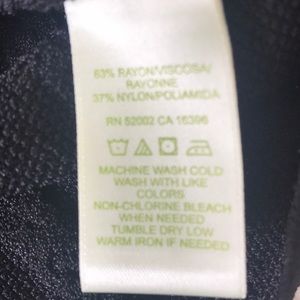 63% RAYON/VISCOSA/
RAYONNE
37% NYLON/POLIAMIDA
RN 52002 CA 16396
MACHINE WASH COLD
WASH WITH LIKE
COLORS
NON-CHLORINE BLEACH
WHEN NEEDED
TUMBLE DRY LOW
WARM IRON IF NEEDED